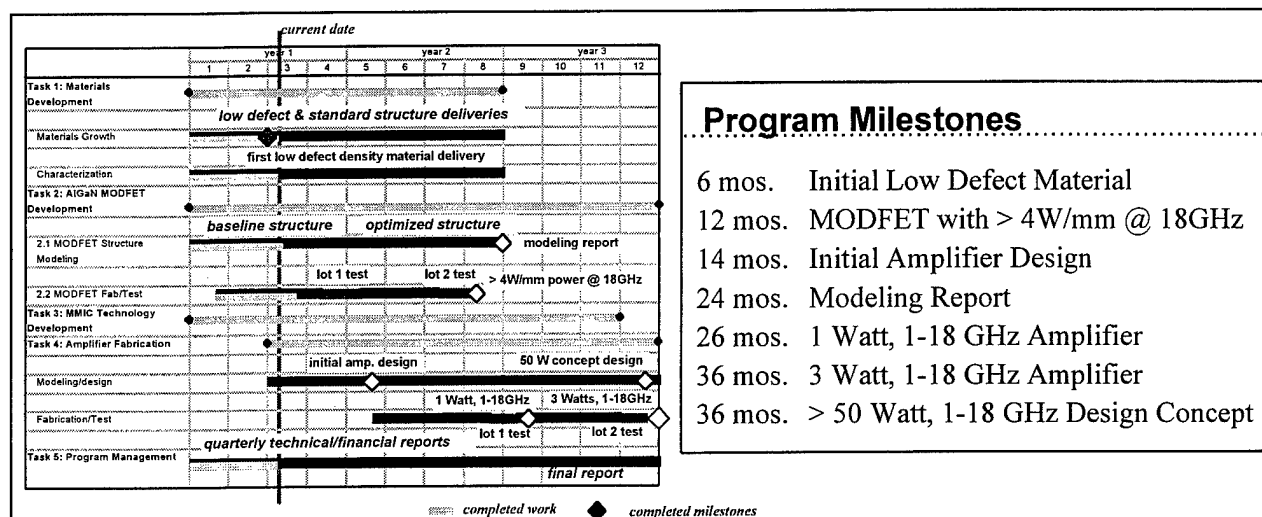 current date
year 1 year 2 year 3
1 2 3 4 5 6 7 8 9 10 11 12
Task 1: Materials
Development
low defect & standard structure deliveries
Materials Growth
first low defect density material delivery
Characterization
Task 2: AlGaN MODFET
Development
baseline structure optimized structure
2.1 MODFET Structure
Modeling
modeling report
lot 1 test lot 2 test
> 4W/mm power @ 18GHz
2.2 MODFET Fab/Test
Task 3: MMIC Technology
Development
Task 4: Amplifier Fabrication
initial amp. design 50 W concept design
Modeling/design
1 Watt, 1-18GHz 3 Watts, 1-18GHz
Fabrication/Test
lot 1 test lot 2 test
quarterly technical/financial reports
Task 5: Program Management
final report
completed work completed milestones
Program Milestones
6 mos. Initial Low Defect Material
12 mos. MODFET with > 4W/mm @ 18GHz
14 mos. Initial Amplifier Design
24 mos. Modeling Report
26 mos. 1 Watt, 1-18 GHz Amplifier
36 mos. 3 Watt, 1-18 GHz Amplifier
36 mos. > 50 Watt, 1-18 GHz Design Concept